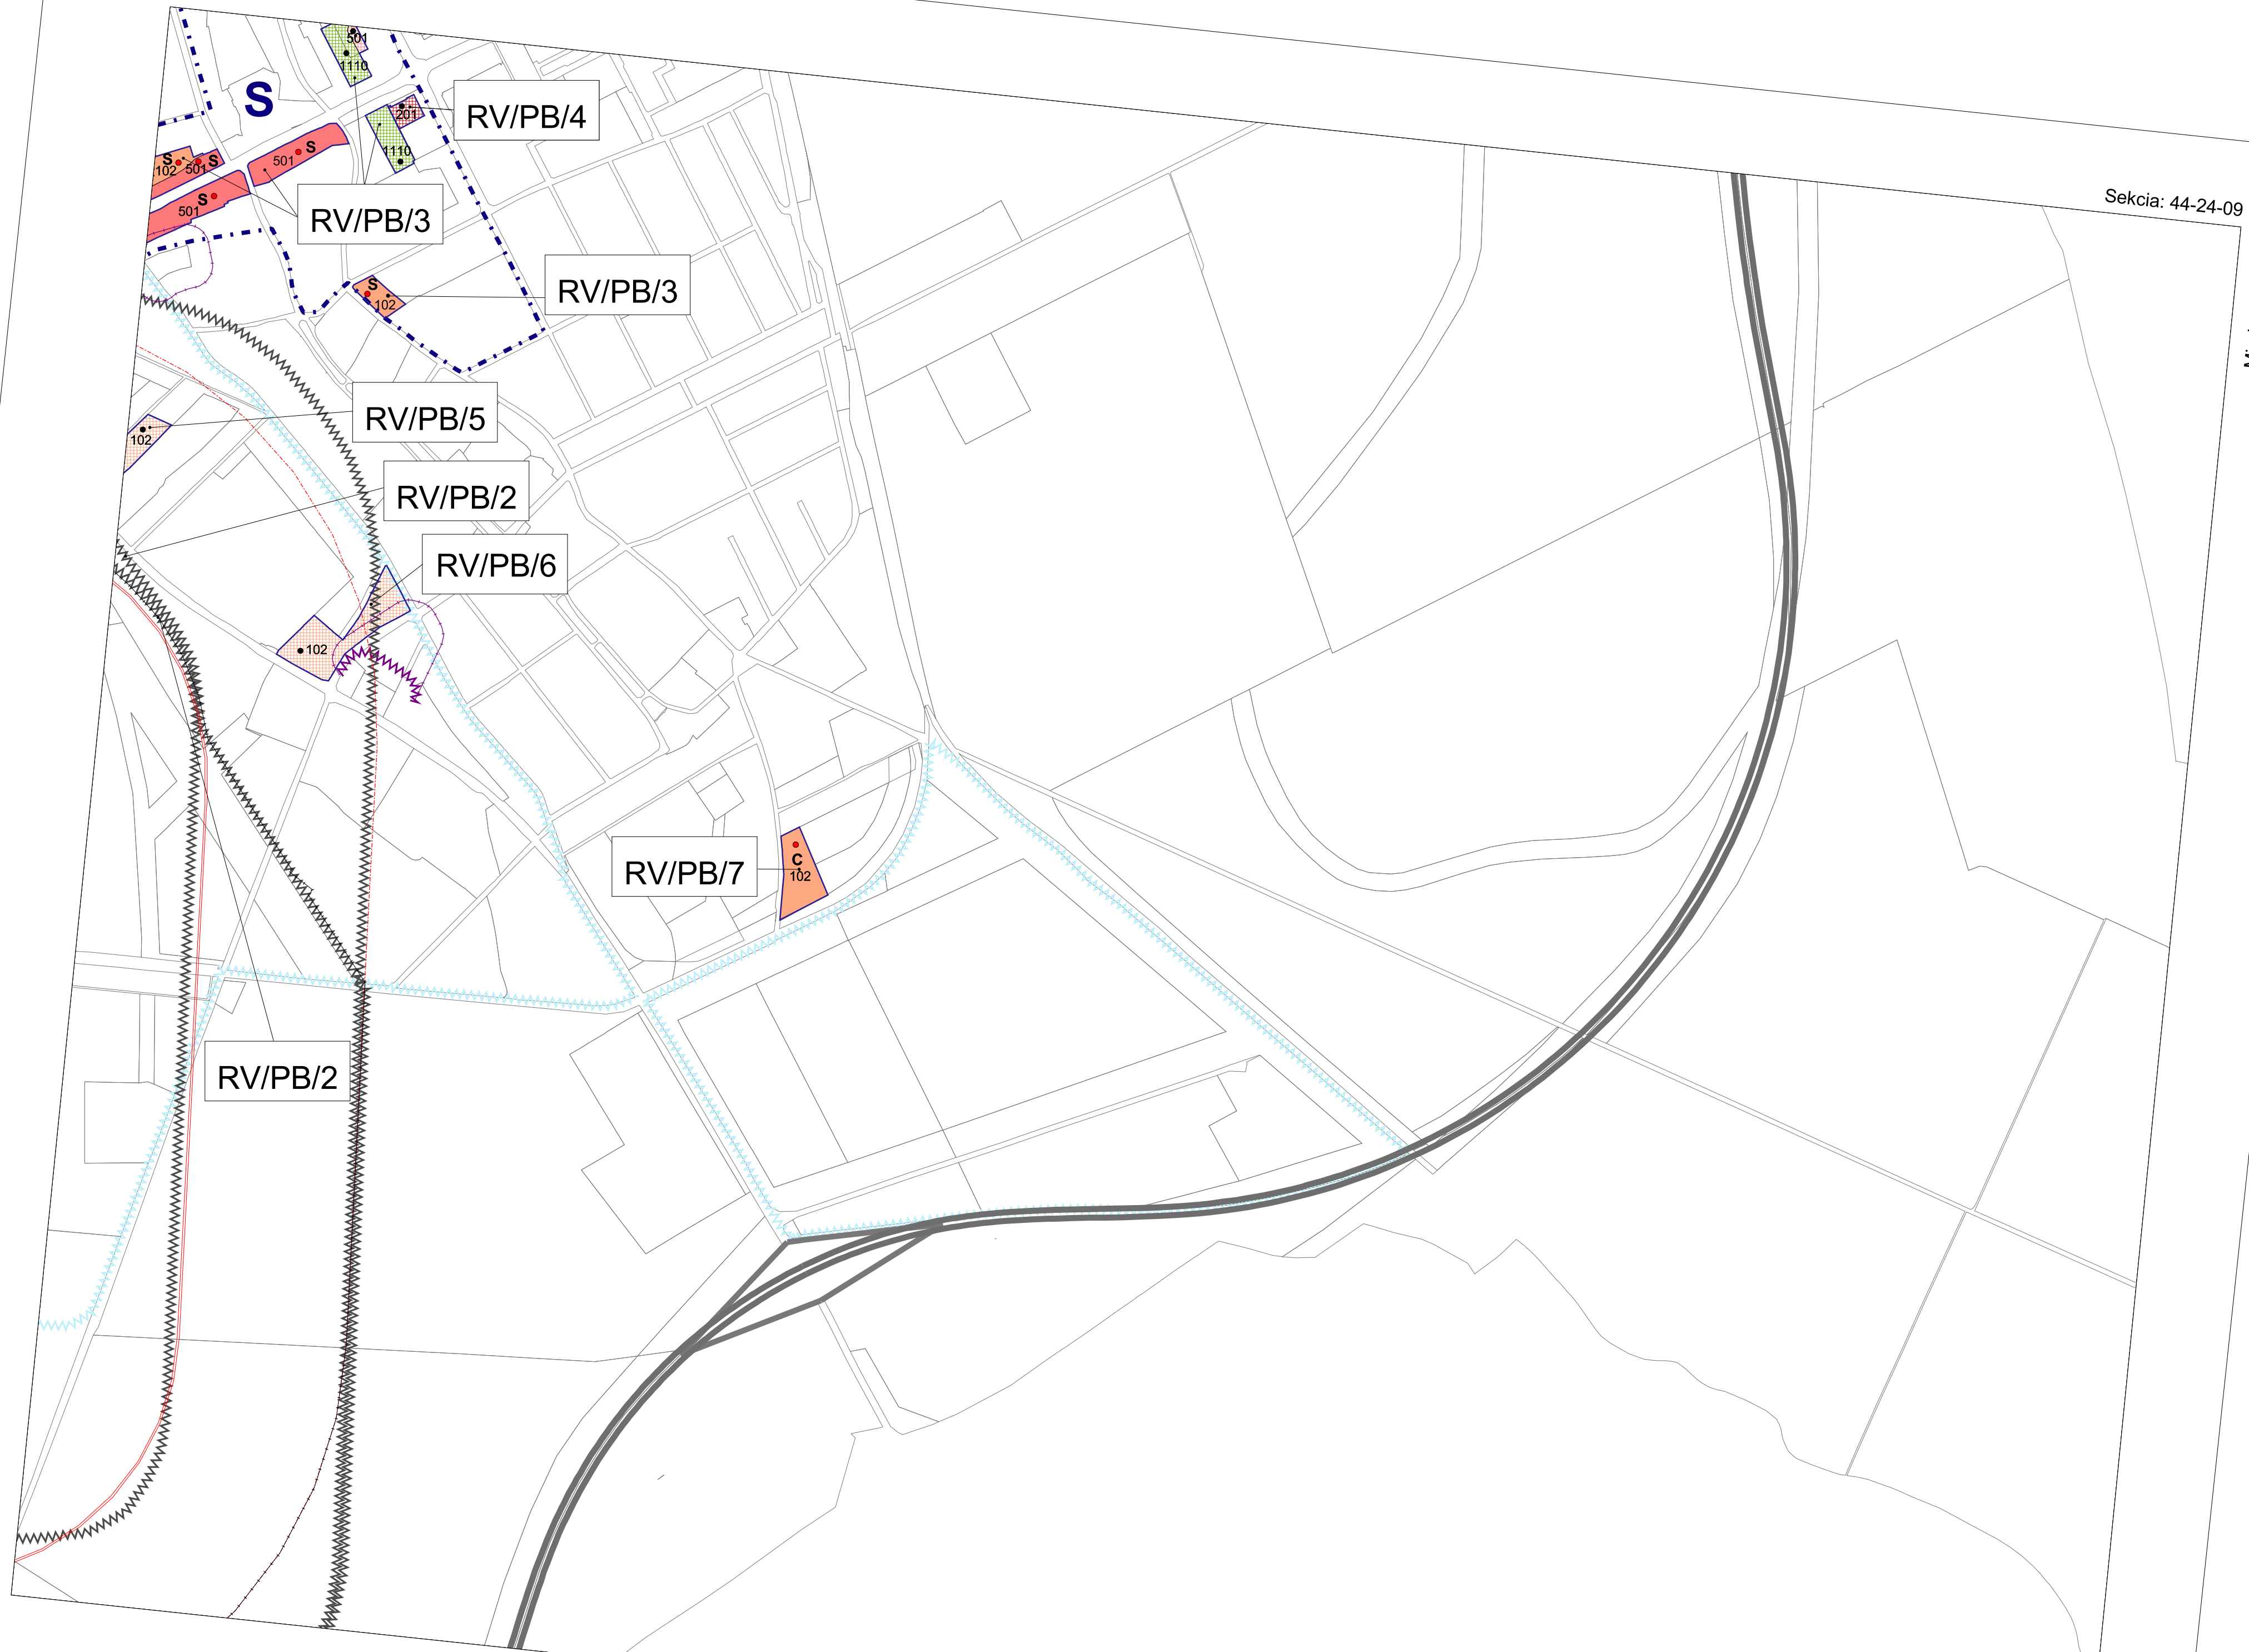 501
1110
S
RV/PB/4
201
1110
Sekcia: 44-24-09
S
102
501
S
501
S
RV/PB/3
S
501
S
102
RV/PB/3
RV/PB/5
102
RV/PB/2
RV/PB/6
102
RV/PB/7
C
102
RV/PB/2